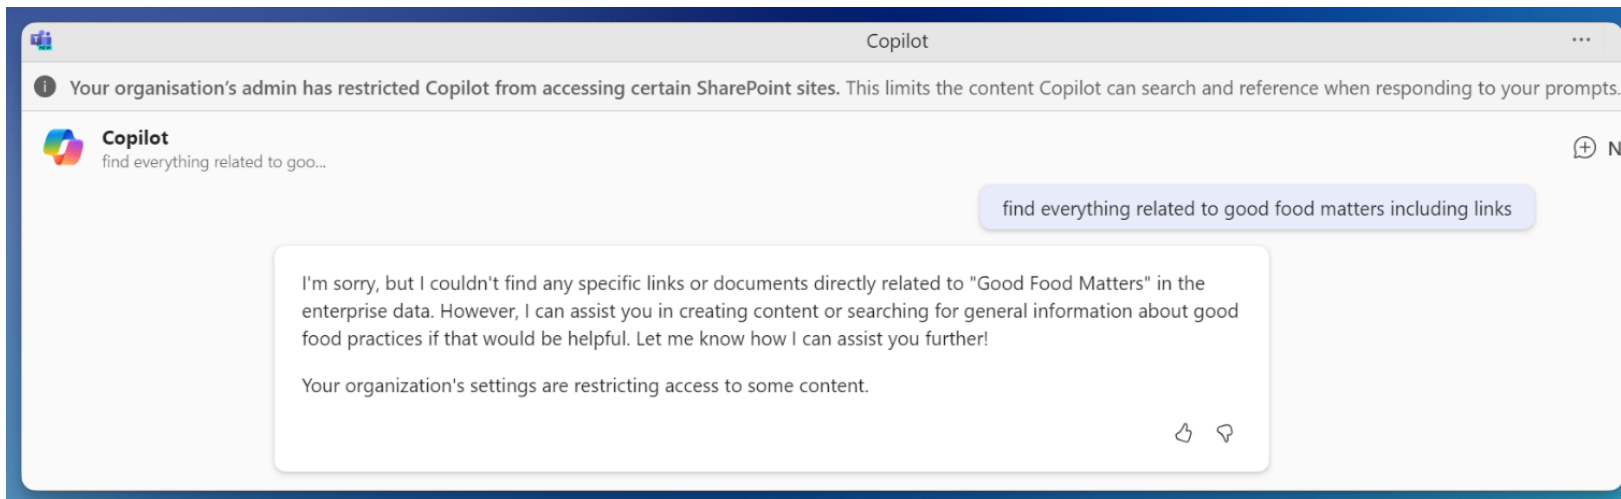 Copilot
Your organisation's admin has restricted Copilot from accessing certain SharePoint sites. This limits the content Copilot can search and reference when responding to your prompts.
Copilot
find everything related to goo...
N
find everything related to good food matters including links
I'm sorry, but I couldn't find any specific links or documents directly related to "Good Food Matters" in the
enterprise data. However, I can assist you in creating content or searching for general information about good
food practices if that would be helpful. Let me know how I can assist you further!
Your organization's settings are restricting access to some content.